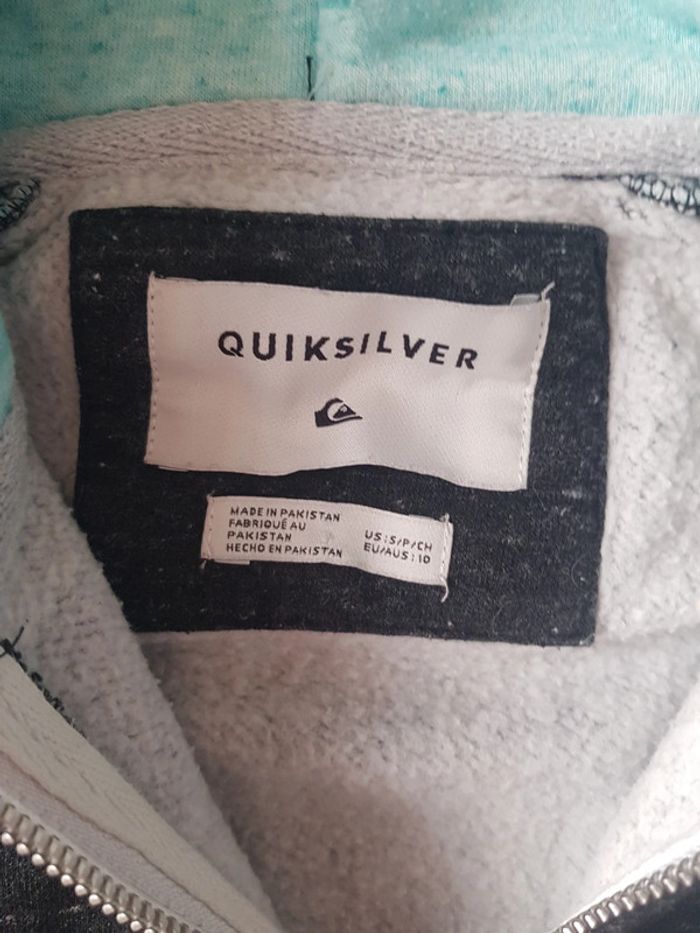 QUIKSILVER
MADE IN PAKISTAN
FABRIQUÉ AU
PAKISTAN
HECHO EN PAKISTAN
US:S/P/CH
EU/AUS:10